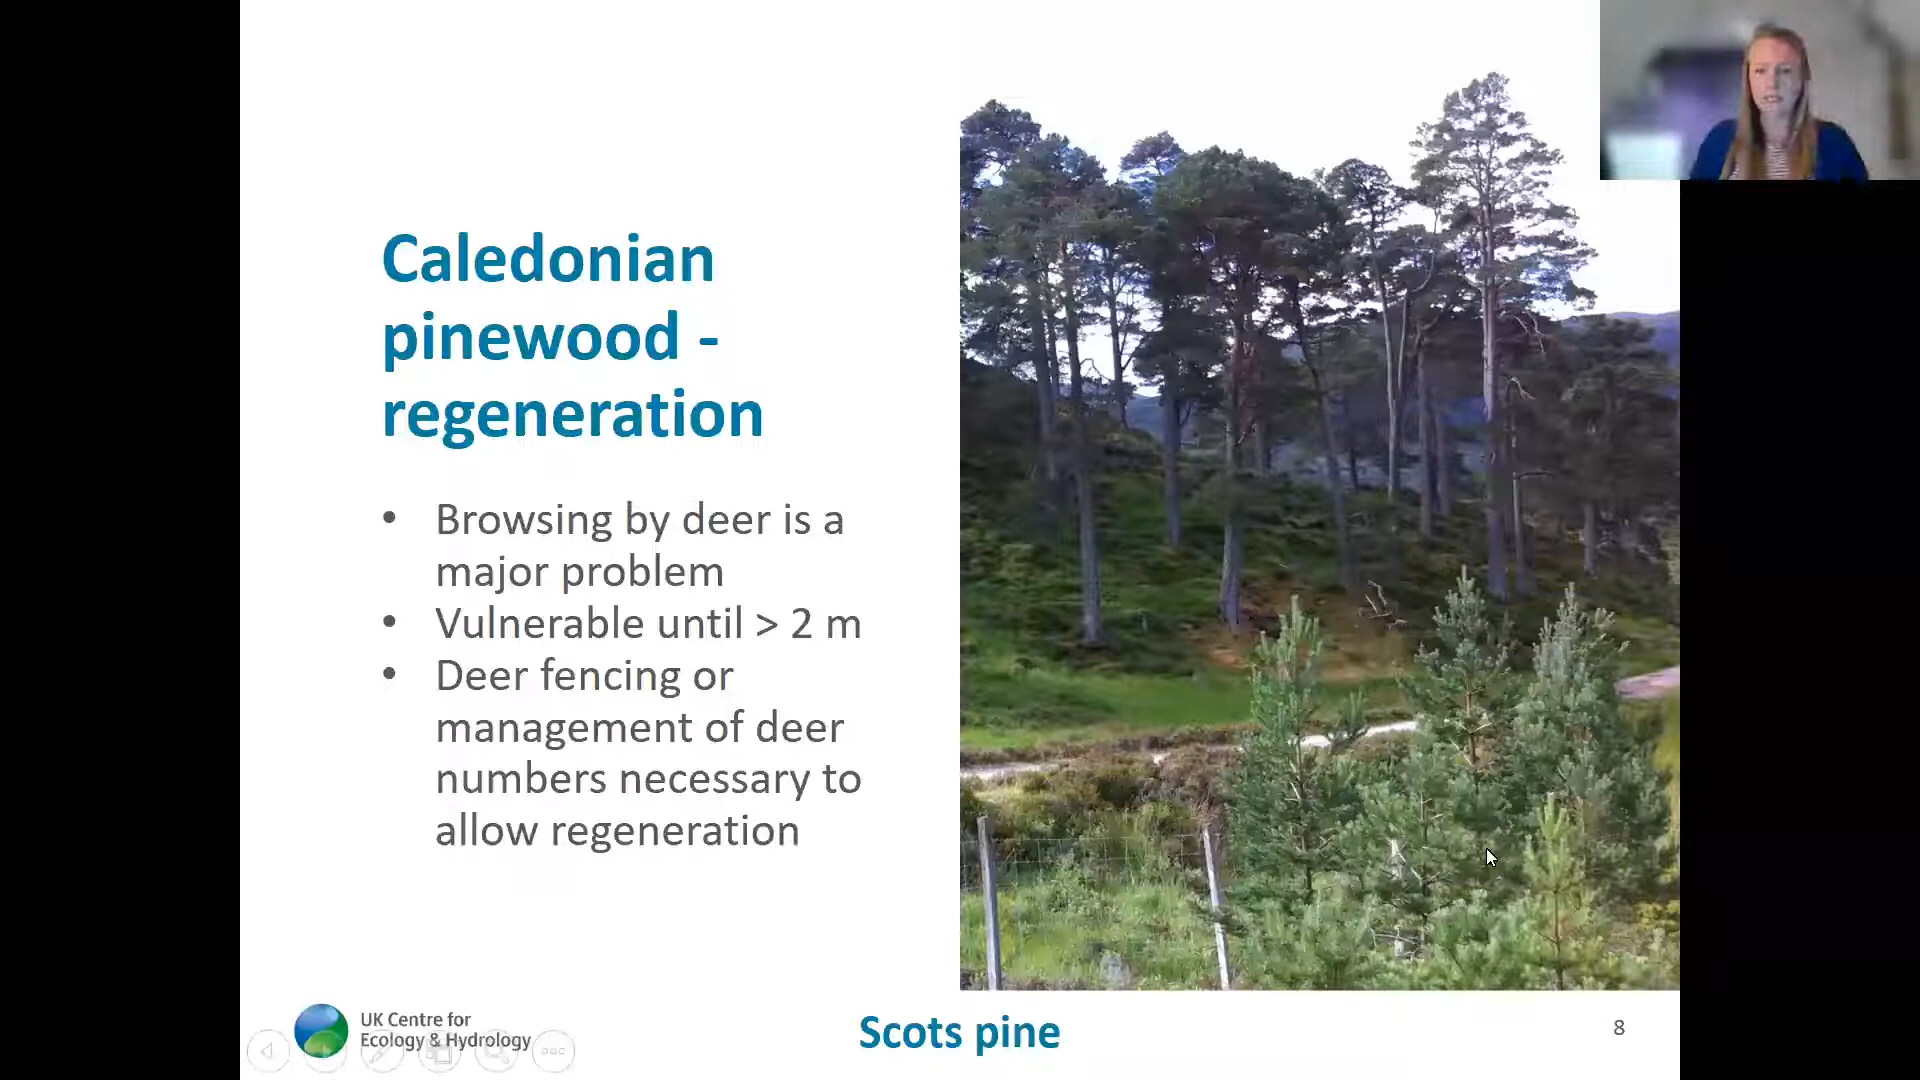 Caledonian
pinewood -
regeneration
• Browsing by deer is a
major problem
• Vulnerable until > 2 m
• Deer fencing or
management of deer
numbers necessary to
allow regeneration
UK Centre for
Ecology & Hydrology
Scots pine
8